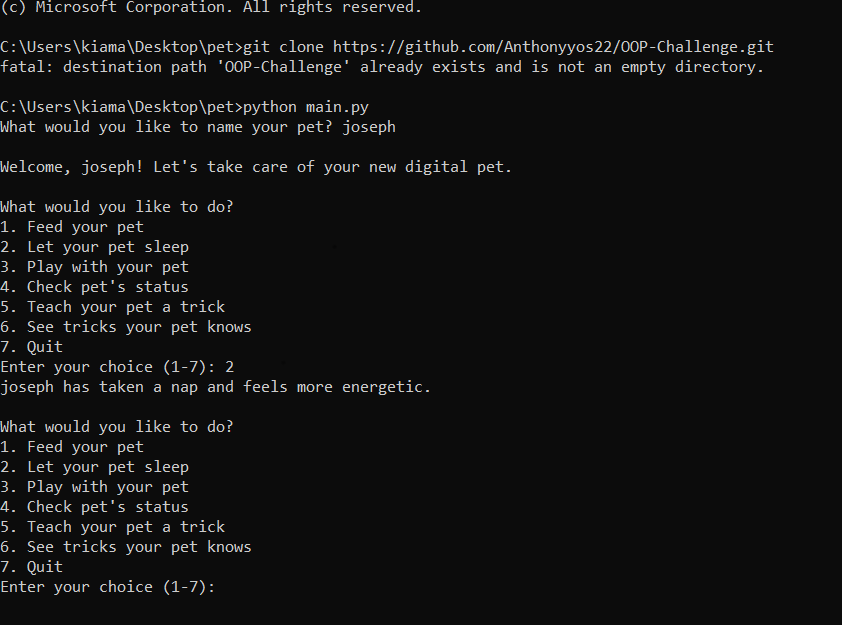 (c) Microsoft Corporation. All rights reserved.
C:\Users\kiama\Desktop\pet>git clone https://github.com/Anthonyyos22/OOP-Challenge.git
fatal: destination path 'OOP-Challenge' already exists and is not an empty directory.
C:\Users\kiama\Desktop\pet>python main.py
What would you like to name your pet? joseph
Welcome, joseph! Let's take care of your new digital pet.
What would you like to do?
1. Feed your pet
2. Let your pet sleep
3. Play with your pet
4. Check pet's status
5. Teach your pet a trick
6. See tricks your pet knows
7. Quit
Enter your choice (1-7): 2
joseph has taken a nap and feels more energetic.
What would you like to do?
1. Feed your pet
2. Let your pet sleep
3. Play with your pet
4. Check pet's status
5. Teach your pet a trick
6. See tricks your pet knows
7. Quit
Enter your choice (1-7):